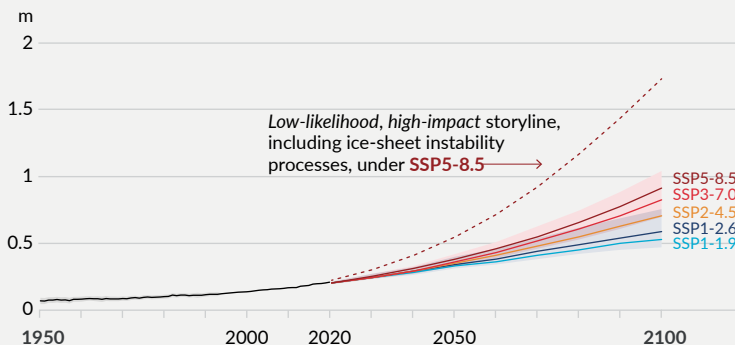 m
2
1.5
Low-likelihood, high-impact storyline,
including ice-sheet instability
processes, under SSP5-8.5
1
SSP5-8.5
SSP3-7.0
SSP2-4.5
SSP1-2.6
SSP1-1.9
0.5
0
1950 2000 2020 2050 2100